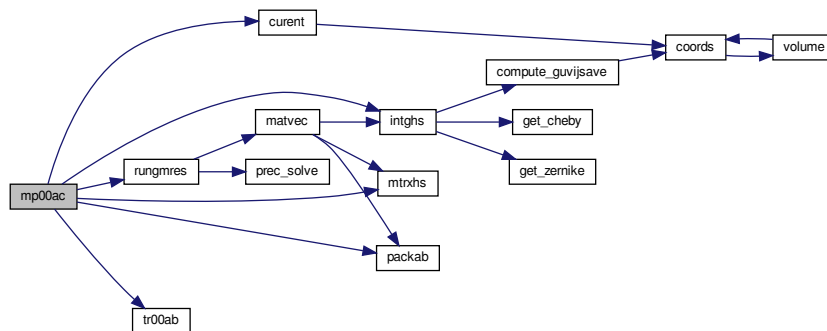 curent
coords
volume
compute_guvijsave
matvec
intghs
get_cheby
rungmres
prec_solve
get_zernike
mtrxhs
mp00ac
packab
tr00ab